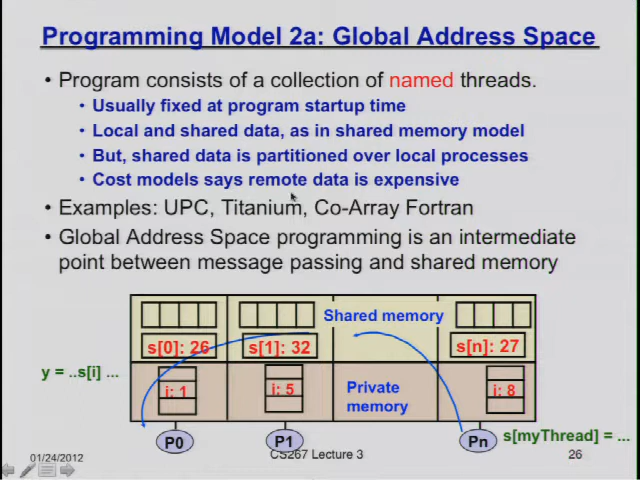 Programming Model 2a: Global Address Space
• Program consists of a collection of named threads.
• Usually fixed at program startup time
• Local and shared data, as in shared memory model
• But, shared data is partitioned over local processes
• Cost models says remote data is expensive
• Examples: UPC, Titanium, Co-Array Fortran
• Global Address Space programming is an intermediate
point between message passing and shared memory
Shared memory
s[0]: 26
s[1]: 32
s[n]: 27
y = ..s[i] ...
i: 1
i: 5
Private
memory
i: 8
P0
P1
Pn
s[myThread] = ...
01/24/2012
CS267 Lecture 3
26